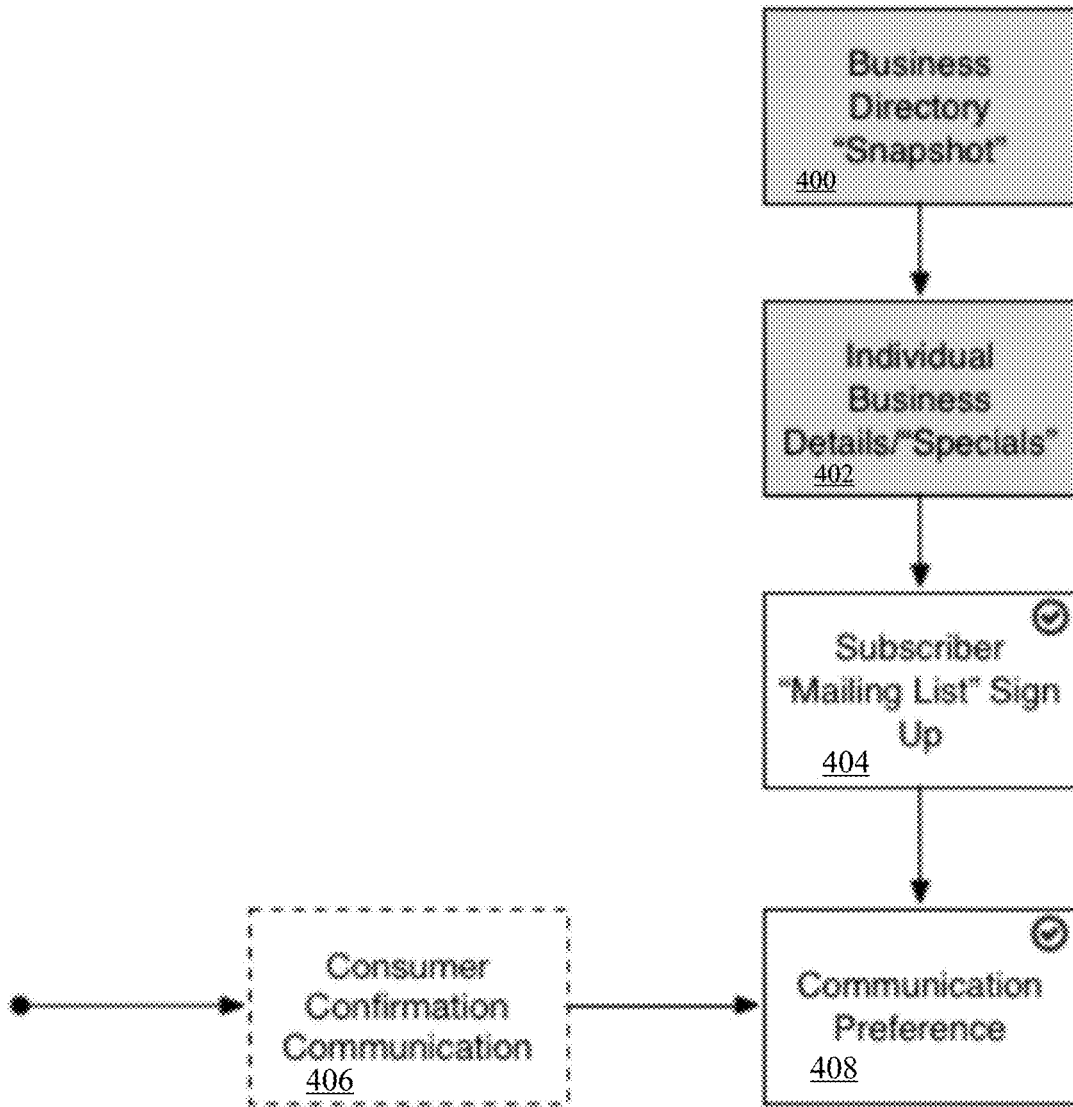 Business
Directory
“Snapshot”
400
Individual
Business
Details/“Specials”
402
Subscriber
“Mailing List” Sign
Up
404
Consumer
Confirmation
Communication
406
Communication
Preference
408